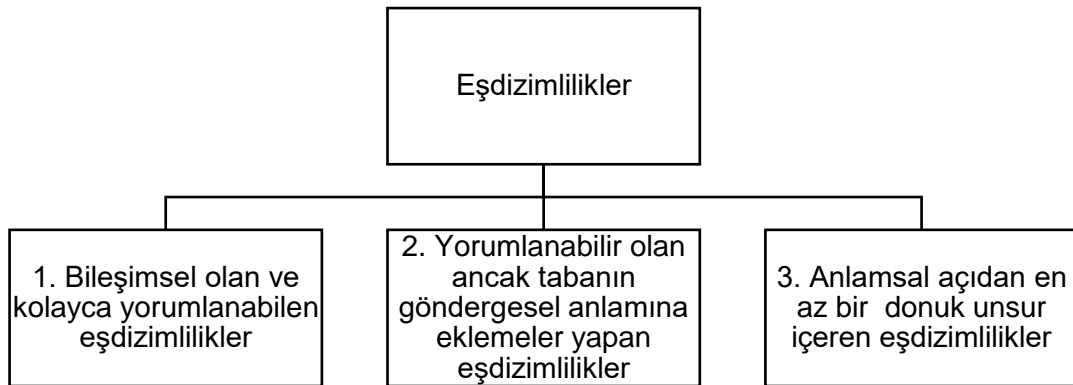 Eşdizimlilikler
1. Bileşimsel olan ve
kolayca yorumlanabilen
eşdizimlilikler
2. Yorumlanabilir olan
ancak tabanın
göndergesel anlamına
eklemeler yapan
eşdizimlilikler
3. Anlamsal açıdan en
az bir donuk unsur
içeren eşdizimlilikler